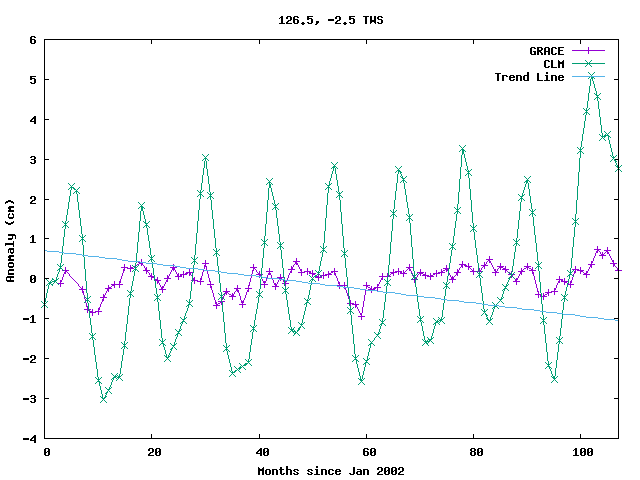 126.5, -2.5 TWS
GRACE
CLM
Trend Line
6
5
4
3
2
1
0
-1
-2
-3
-4
Anomaly (cm)
0 20 40 60 80 100
Months since Jan 2002